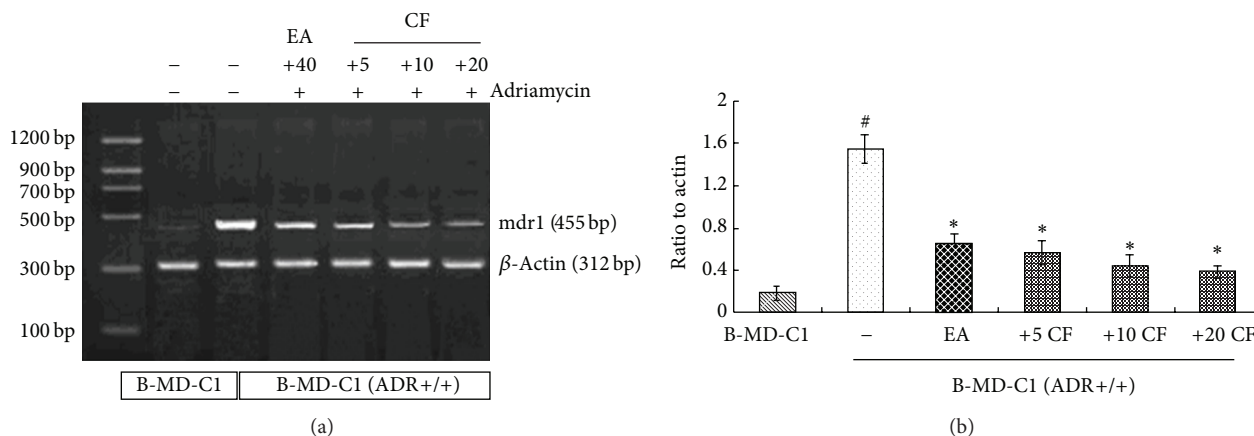 EA
CF
− − +40 +5 +10 +20
− − + + + + Adriamycin
1200 bp
900 bp
700 bp
500 bp
300 bp
100 bp
mdr1 (455 bp)
β-Actin (312 bp)
B-MD-C1
B-MD-C1 (ADR+/+)
(a)
Ratio to actin
2
1.6
1.2
0.8
0.4
0
#
*
*
*
*
B-MD-C1 − EA +5 CF +10 CF +20 CF
B-MD-C1 (ADR+/+)
(b)